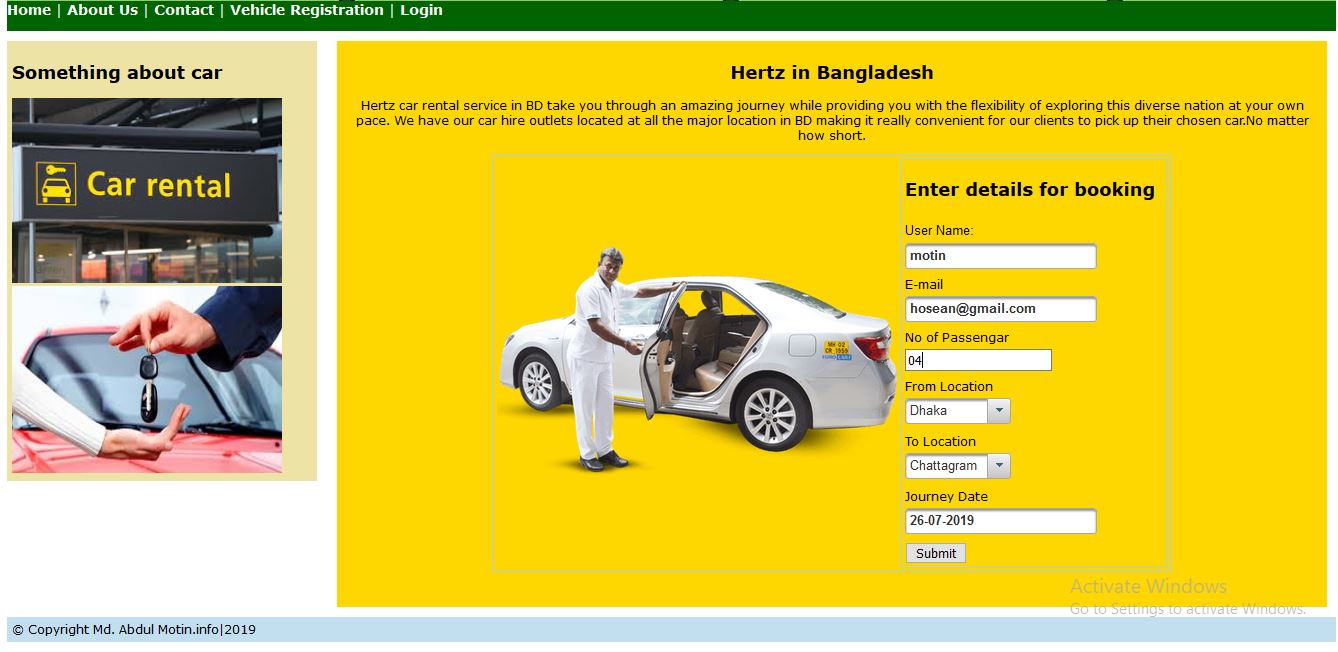 Home | About Us | Contact | Vehicle Registration | Login
Something about car
Car rental
Hertz in Bangladesh
Hertz car rental service in BD take you through an amazing journey while providing you with the flexibility of exploring this diverse nation at your own
pace. We have our car hire outlets located at all the major location in BD making it really convenient for our clients to pick up their chosen car.No matter
how short.
MH 02
CR 1959
Enter details for booking
User Name:
motin
E-mail
hosean@gmail.com
No of Passengar
04
From Location
Dhaka
To Location
Chattagram
Journey Date
26-07-2019
Submit
Activate Windows
Go to Settings to activate Windows.
© Copyright Md. Abdul Motin.info|2019